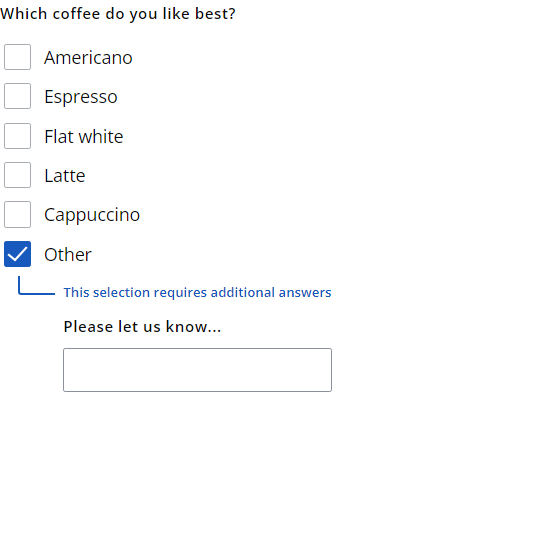 Which coffee do you like best?
Americano
Espresso
Flat white
Latte
Cappuccino
Other
This selection requires additional answers
Please let us know...